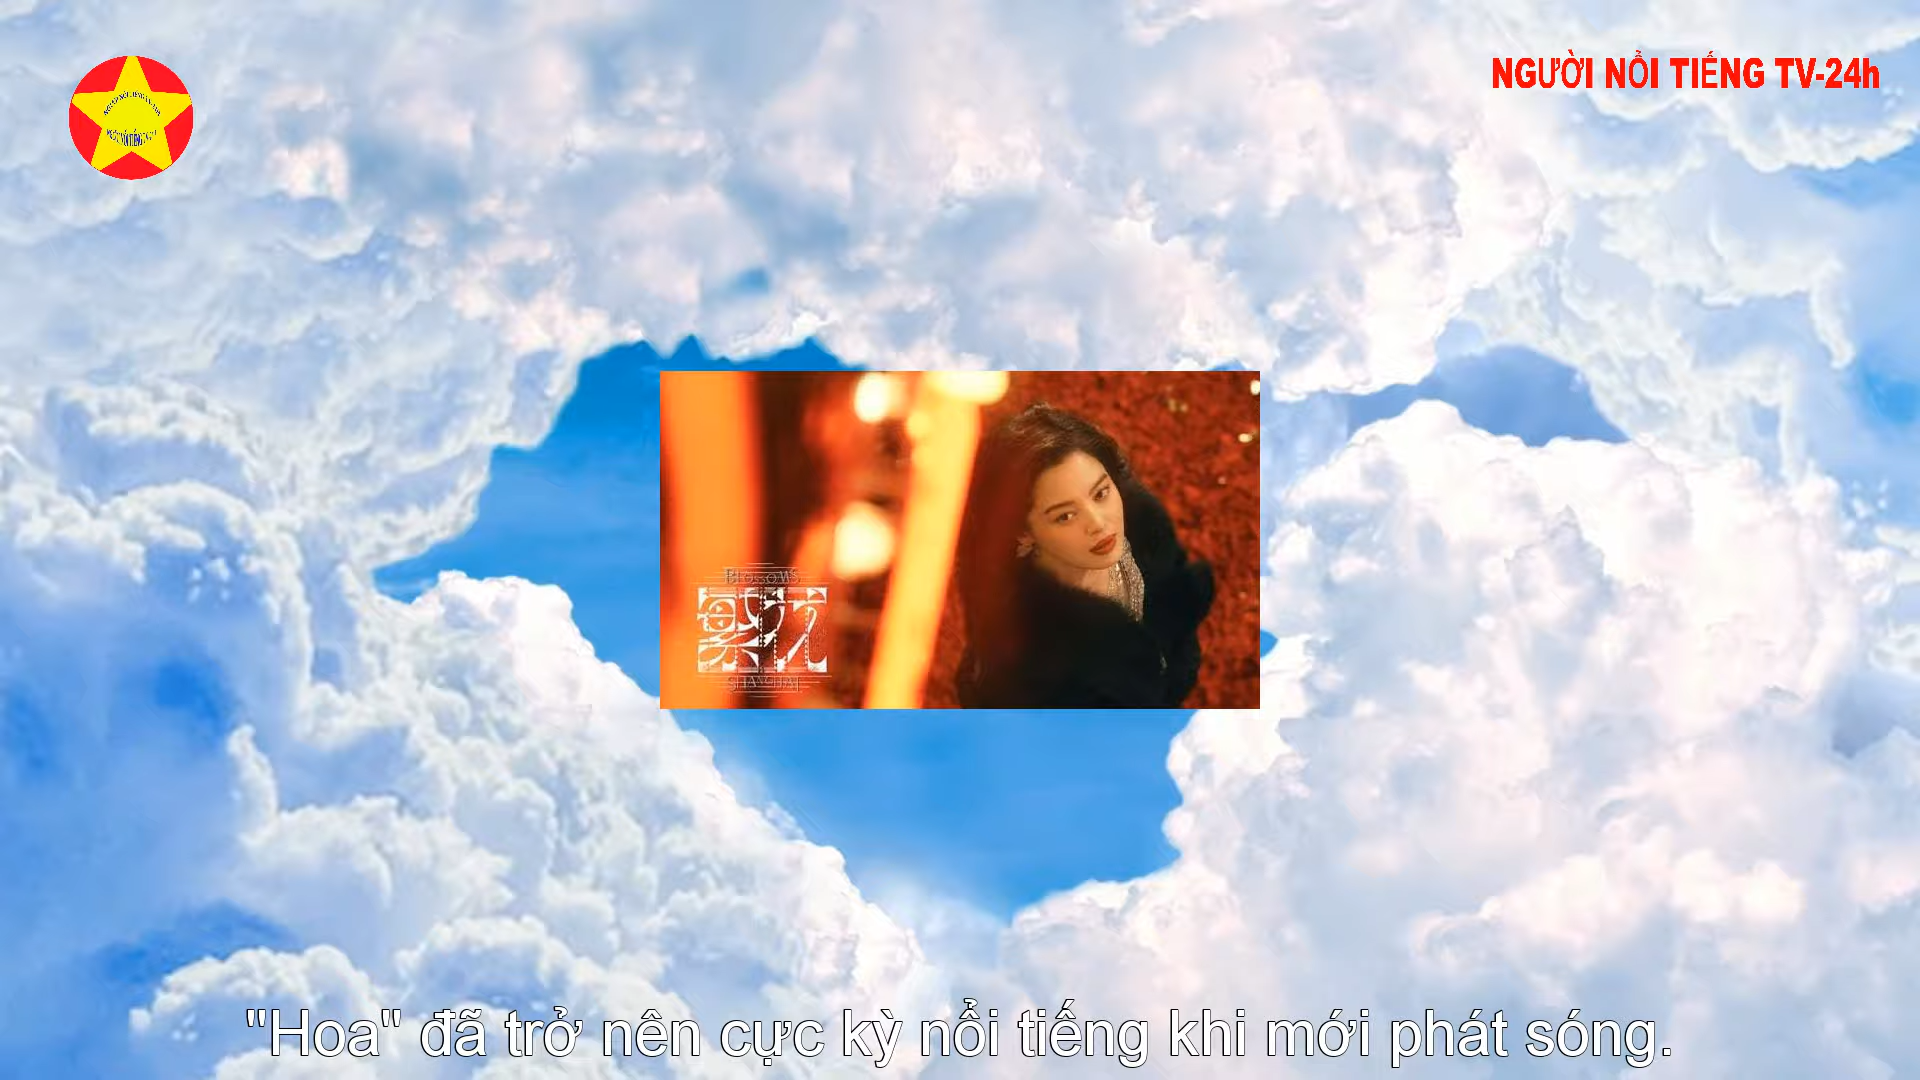 NGƯỜI NỔI TIẾNG TV-24h
BLOSSOMS
繁花
SHANGHAI
"Hoa" đã trở nên cực kỳ nổi tiếng khi mới phát sóng.